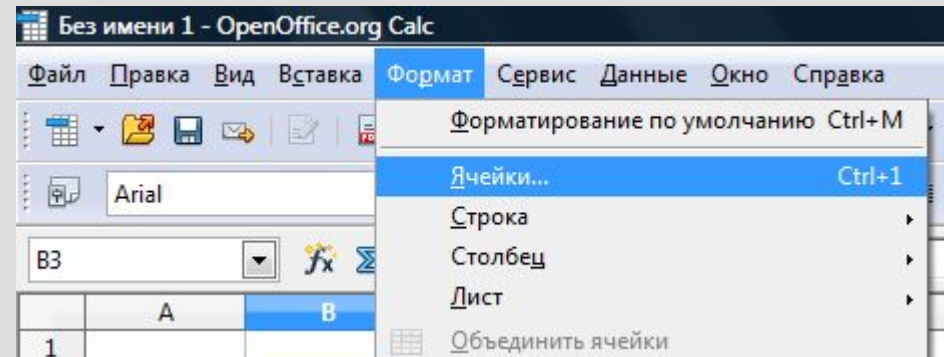 Без имени 1 - OpenOffice.org Calc
Файл Правка Вид Вставка Формат Сервис Данные Окно Справка
Форматирование по умолчанию Ctrl+M
Ячейки... Ctrl+1
Arial
Строка
B3
Столбец
Лист
A B
Объединить ячейки
1